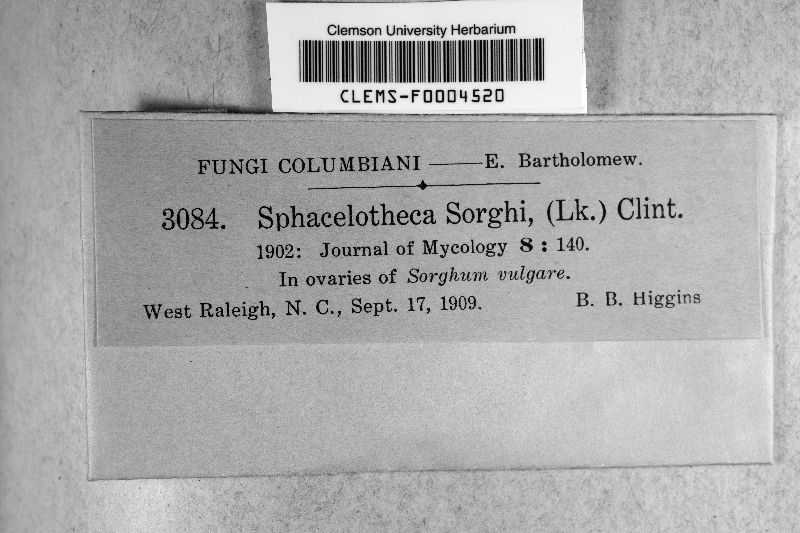 Clemson University Herbarium
CLEMS-F0004520
FUNGI COLUMBIANI —— E. Bartholomew.
3084. Sphacelotheca Sorghi, (Lk.) Clint.
1902: Journal of Mycology 8 : 140.
In ovaries of Sorghum vulgare.
West Raleigh, N. C., Sept. 17, 1909. B. B. Higgins